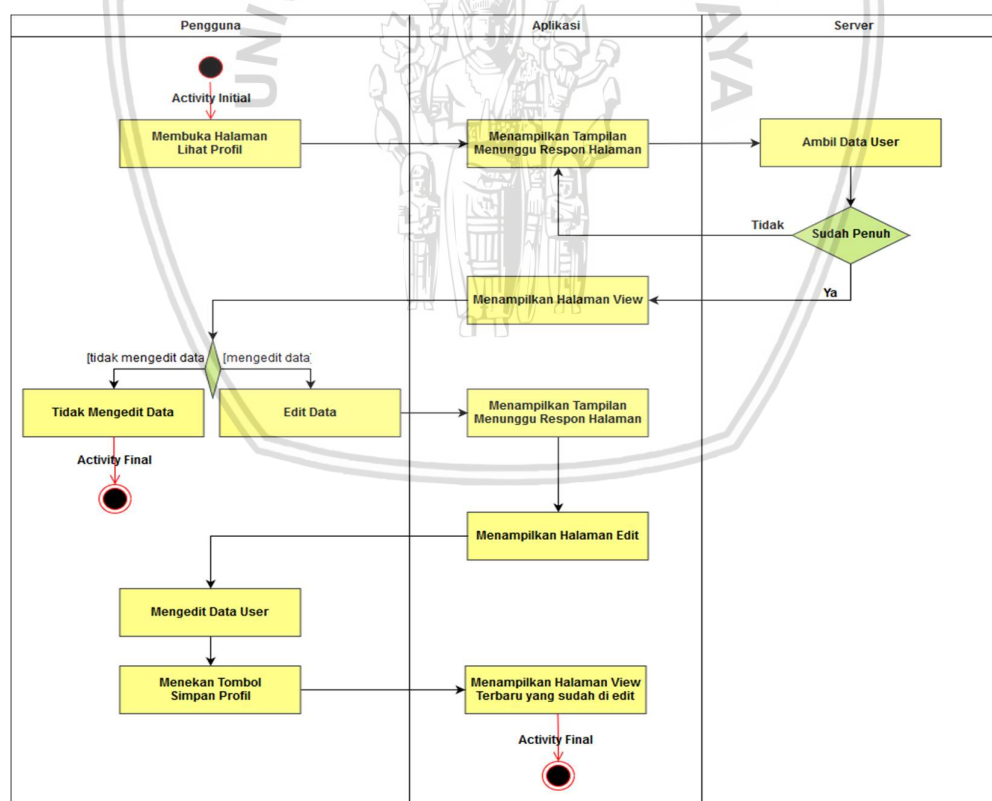 Pengguna
Aplikasi
Server
UNI
AYA
Activity Initial
Membuka Halaman
Lihat Profil
Menampilkan Tampilan
Menunggu Respon Halaman
Ambil Data User
Tidak
Sudah Penuh
Ya
Menampilkan Halaman View
[tidak mengedit data
[mengedit data]
Tidak Mengedit Data
Edit Data
Menampilkan Tampilan
Menunggu Respon Halaman
Activity Final
Menampilkan Halaman Edit
Mengedit Data User
Menekan Tombol
Simpan Profil
Menampilkan Halaman View
Terbaru yang sudah di edit
Activity Final